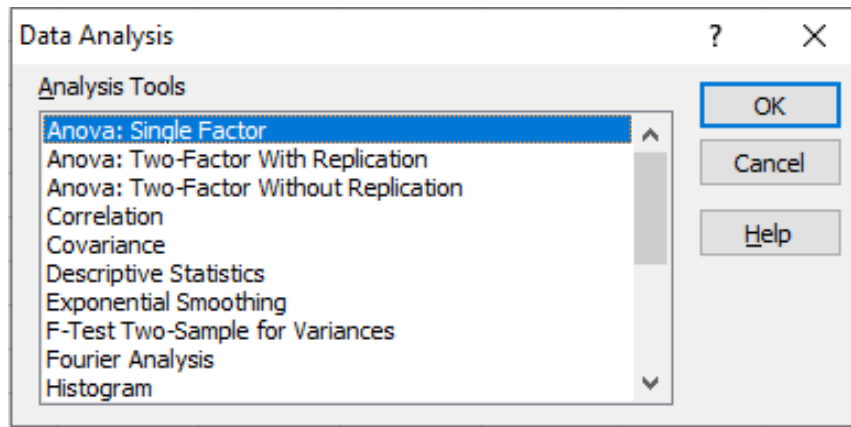 Data Analysis ? X
Analysis Tools
Anova: Single Factor
Anova: Two-Factor With Replication
Anova: Two-Factor Without Replication
Correlation
Covariance
Descriptive Statistics
Exponential Smoothing
F-Test Two-Sample for Variances
Fourier Analysis
Histogram
OK
Cancel
Help